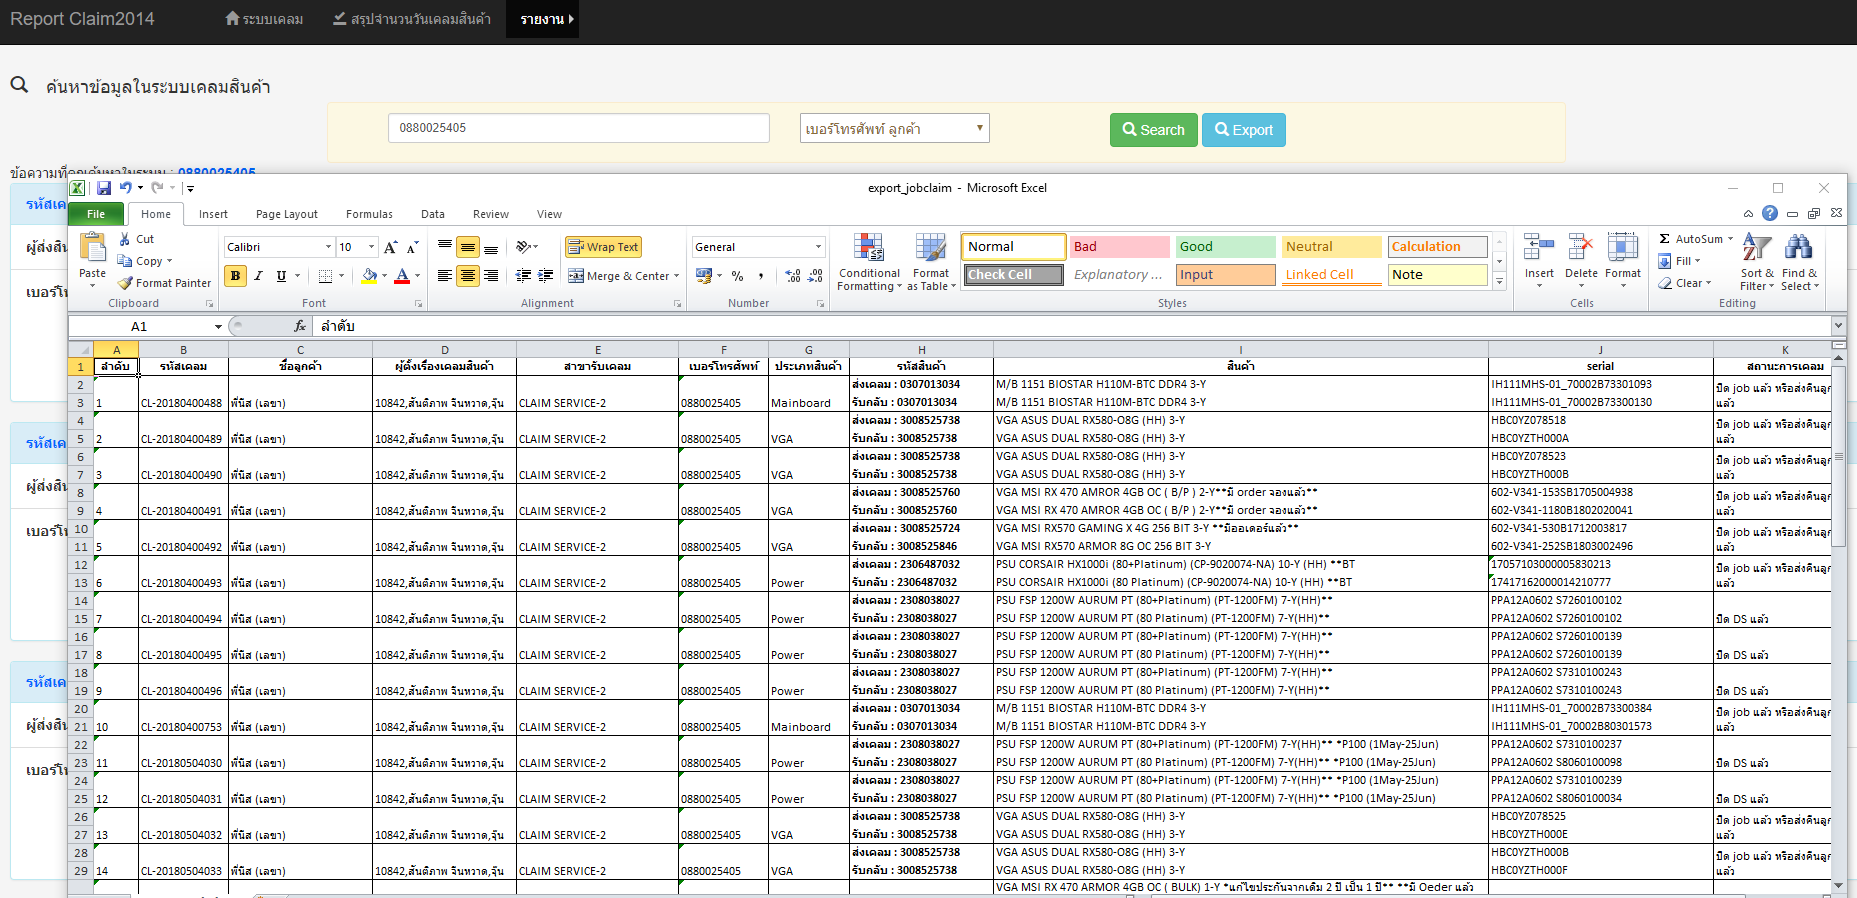 Report Claim2014 ระบบเคลม สรุปจำนวนวันเคลมสินค้า รายงาน
ค้นหาข้อมูลในระบบเคลมสินค้า
0880025405 เบอร์โทรศัพท์ ลูกค้า Search Export
ข้อความที่คุณค้นหาในระบบ : 0880025405
export_jobclaim - Microsoft Excel
File Home Insert Page Layout Formulas Data Review View
Paste Cut Copy Format Painter Clipboard
Calibri 10 B I U A Font
Wrap Text Merge & Center Alignment
General % , Number
Conditional Formatting Format as Table
Normal Bad Good Neutral Calculation
Check Cell Explanatory ... Input Linked Cell Note
Styles
Insert Delete Format Cells
AutoSum Fill Clear Sort & Filter Find & Select Editing
A1 fx ลำดับ
A B C D E F G H I J K
1 ลำดับ รหัสเคลม ชื่อลูกค้า ผู้ตั้งเรื่องเคลมสินค้า สาขารับเคลม เบอร์โทรศัพท์ ประเภทสินค้า รหัสสินค้า สินค้า serial สถานะการเคลม
2 ส่งเคลม : 0307013034 M/B 1151 BIOSTAR H110M-BTC DDR4 3-Y IH111MHS-01_70002B73301093 ปิด job แล้ว หรือส่งคืนลูก
3 1 CL-20180400488 พี่นิส (เลขา) 10842,สันติภาพ จินหวาด,จุ้น CLAIM SERVICE-2 0880025405 Mainboard รับกลับ : 0307013034 M/B 1151 BIOSTAR H110M-BTC DDR4 3-Y IH111MHS-01_70002B73300130 แล้ว
4 ส่งเคลม : 3008525738 VGA ASUS DUAL RX580-O8G (HH) 3-Y HBC0YZ078518 ปิด job แล้ว หรือส่งคืนลูก
5 2 CL-20180400489 พี่นิส (เลขา) 10842,สันติภาพ จินหวาด,จุ้น CLAIM SERVICE-2 0880025405 VGA รับกลับ : 3008525738 VGA ASUS DUAL RX580-O8G (HH) 3-Y HBC0YZTH000A แล้ว
6 ส่งเคลม : 3008525738 VGA ASUS DUAL RX580-O8G (HH) 3-Y HBC0YZ078523 ปิด job แล้ว หรือส่งคืนลูก
7 3 CL-20180400490 พี่นิส (เลขา) 10842,สันติภาพ จินหวาด,จุ้น CLAIM SERVICE-2 0880025405 VGA รับกลับ : 3008525738 VGA ASUS DUAL RX580-O8G (HH) 3-Y HBC0YZTH000B แล้ว
8 ส่งเคลม : 3008525760 VGA MSI RX 470 AMROR 4GB OC ( B/P ) 2-Y**มี order จองแล้ว** 602-V341-153SB1705004938 ปิด job แล้ว หรือส่งคืนลูก
9 4 CL-20180400491 พี่นิส (เลขา) 10842,สันติภาพ จินหวาด,จุ้น CLAIM SERVICE-2 0880025405 VGA รับกลับ : 3008525760 VGA MSI RX 470 AMROR 4GB OC ( B/P ) 2-Y**มี order จองแล้ว** 602-V341-1180B1802020041 แล้ว
10 ส่งเคลม : 3008525724 VGA MSI RX570 GAMING X 4G 256 BIT 3-Y **มีออเดอร์แล้ว** 602-V341-530B1712003817 ปิด job แล้ว หรือส่งคืนลูก
11 5 CL-20180400492 พี่นิส (เลขา) 10842,สันติภาพ จินหวาด,จุ้น CLAIM SERVICE-2 0880025405 VGA รับกลับ : 3008525846 VGA MSI RX570 ARMOR 8G OC 256 BIT 3-Y 602-V341-252SB1803002496 แล้ว
12 ส่งเคลม : 2306487032 PSU CORSAIR HX1000i (80+Platinum) (CP-9020074-NA) 10-Y (HH) **BT 17057103000005830213 ปิด job แล้ว หรือส่งคืนลูก
13 6 CL-20180400493 พี่นิส (เลขา) 10842,สันติภาพ จินหวาด,จุ้น CLAIM SERVICE-2 0880025405 Power รับกลับ : 2306487032 PSU CORSAIR HX1000i (80 Platinum) (CP-9020074-NA) 10-Y (HH) **BT 17417162000014210777 แล้ว
14 ส่งเคลม : 2308038027 PSU FSP 1200W AURUM PT (80+Platinum) (PT-1200FM) 7-Y(HH)** PPA12A0602 S7260100102
15 7 CL-20180400494 พี่นิส (เลขา) 10842,สันติภาพ จินหวาด,จุ้น CLAIM SERVICE-2 0880025405 Power รับกลับ : 2308038027 PSU FSP 1200W AURUM PT (80 Platinum) (PT-1200FM) 7-Y(HH)** PPA12A0602 S7260100102 ปิด DS แล้ว
16 ส่งเคลม : 2308038027 PSU FSP 1200W AURUM PT (80+Platinum) (PT-1200FM) 7-Y(HH)** PPA12A0602 S7260100139
17 8 CL-20180400495 พี่นิส (เลขา) 10842,สันติภาพ จินหวาด,จุ้น CLAIM SERVICE-2 0880025405 Power รับกลับ : 2308038027 PSU FSP 1200W AURUM PT (80 Platinum) (PT-1200FM) 7-Y(HH)** PPA12A0602 S7260100139 ปิด DS แล้ว
18 ส่งเคลม : 2308038027 PSU FSP 1200W AURUM PT (80+Platinum) (PT-1200FM) 7-Y(HH)** PPA12A0602 S7310100243
19 9 CL-20180400496 พี่นิส (เลขา) 10842,สันติภาพ จินหวาด,จุ้น CLAIM SERVICE-2 0880025405 Power รับกลับ : 2308038027 PSU FSP 1200W AURUM PT (80 Platinum) (PT-1200FM) 7-Y(HH)** PPA12A0602 S7310100243 ปิด DS แล้ว
20 ส่งเคลม : 0307013034 M/B 1151 BIOSTAR H110M-BTC DDR4 3-Y IH111MHS-01_70002B73300384 ปิด job แล้ว หรือส่งคืนลูก
21 10 CL-20180400753 พี่นิส (เลขา) 10842,สันติภาพ จินหวาด,จุ้น CLAIM SERVICE-2 0880025405 Mainboard รับกลับ : 0307013034 M/B 1151 BIOSTAR H110M-BTC DDR4 3-Y IH111MHS-01_70002B80301573 แล้ว
22 ส่งเคลม : 2308038027 PSU FSP 1200W AURUM PT (80+Platinum) (PT-1200FM) 7-Y(HH)** *P100 (1May-25Jun) PPA12A0602 S7310100237
23 11 CL-20180504030 พี่นิส (เลขา) 10842,สันติภาพ จินหวาด,จุ้น CLAIM SERVICE-2 0880025405 Power รับกลับ : 2308038027 PSU FSP 1200W AURUM PT (80 Platinum) (PT-1200FM) 7-Y(HH)** *P100 (1May-25Jun) PPA12A0602 S8060100098 ปิด DS แล้ว
24 ส่งเคลม : 2308038027 PSU FSP 1200W AURUM PT (80+Platinum) (PT-1200FM) 7-Y(HH)** *P100 (1May-25Jun) PPA12A0602 S7310100239
25 12 CL-20180504031 พี่นิส (เลขา) 10842,สันติภาพ จินหวาด,จุ้น CLAIM SERVICE-2 0880025405 Power รับกลับ : 2308038027 PSU FSP 1200W AURUM PT (80 Platinum) (PT-1200FM) 7-Y(HH)** *P100 (1May-25Jun) PPA12A0602 S8060100034 ปิด DS แล้ว
26 ส่งเคลม : 3008525738 VGA ASUS DUAL RX580-O8G (HH) 3-Y HBC0YZ078525 ปิด job แล้ว หรือส่งคืนลูก
27 13 CL-20180504032 พี่นิส (เลขา) 10842,สันติภาพ จินหวาด,จุ้น CLAIM SERVICE-2 0880025405 VGA รับกลับ : 3008525738 VGA ASUS DUAL RX580-O8G (HH) 3-Y HBC0YZTH000E แล้ว
28 ส่งเคลม : 3008525738 VGA ASUS DUAL RX580-O8G (HH) 3-Y HBC0YZTH000B ปิด job แล้ว หรือส่งคืนลูก
29 14 CL-20180504033 พี่นิส (เลขา) 10842,สันติภาพ จินหวาด,จุ้น CLAIM SERVICE-2 0880025405 VGA รับกลับ : 3008525738 VGA ASUS DUAL RX580-O8G (HH) 3-Y HBC0YZTH000F แล้ว
VGA MSI RX 470 ARMOR 4GB OC ( BULK) 1-Y *แก้ไขประกันจากเดิม 2 ปี เป็น 1 ปี** **มี Oeder แล้ว
รหัสเค
ผู้ส่งสิน
เบอร์โท
รหัสเค
ผู้ส่งสิน
เบอร์โท
รหัสเค
ผู้ส่งสิน
เบอร์โท